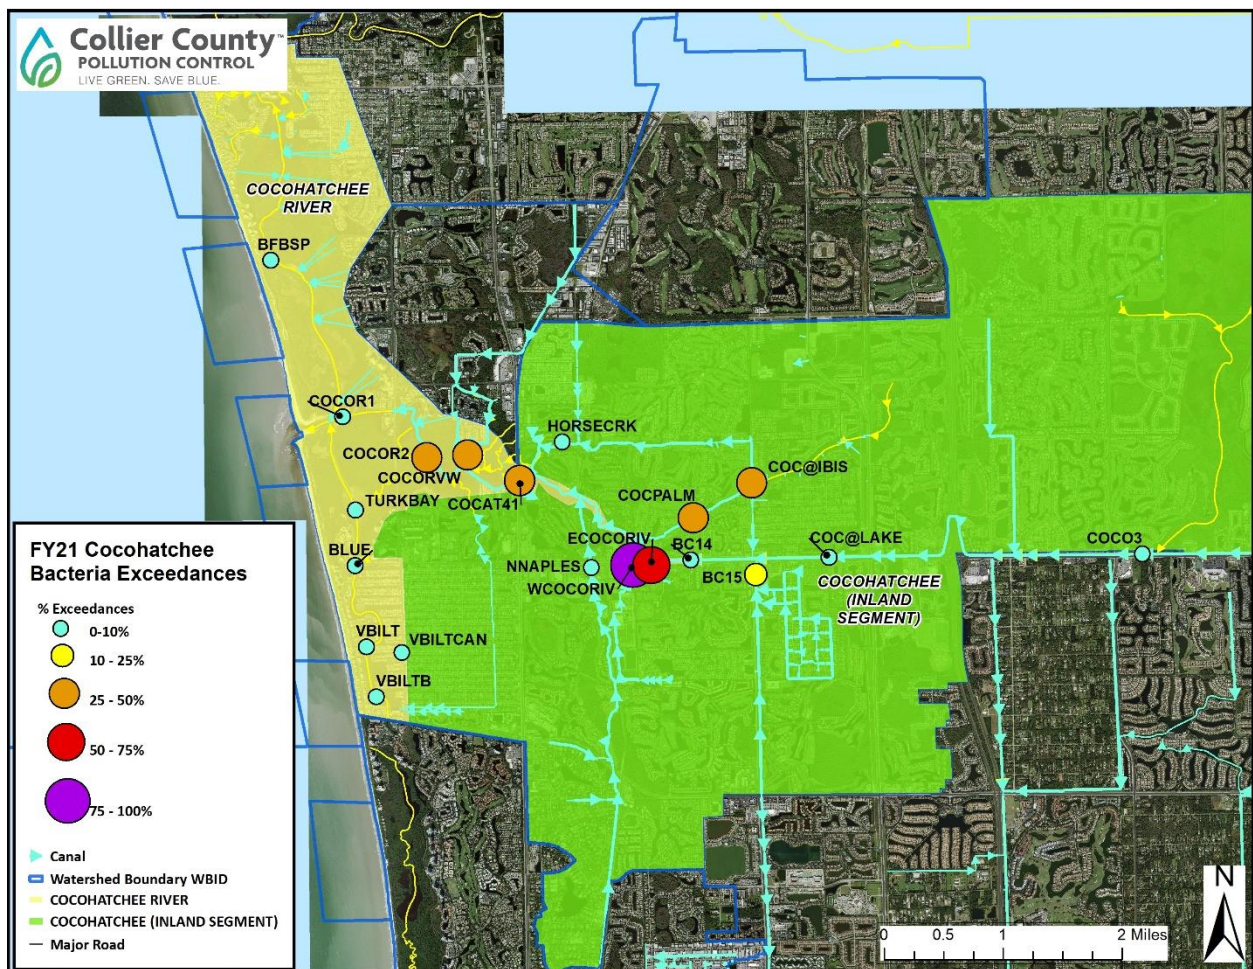 Collier County™
POLLUTION CONTROL
LIVE GREEN. SAVE BLUE.
COCOHATCHEE
RIVER
BFBSP
COCOR1
HORSECRK
COCOR2
COCORVW
COC@IBIS
COCAT41
COCPALM
TURKBAY
ECOCORIV
BC14
COC@LAKE
COCO3
BLUE
NNAPLES
WCOCORIV
BC15
COCOHATCHEE
(INLAND
SEGMENT)
VBILT
VBILTCAN
VBILTB
FY21 Cocohatchee
Bacteria Exceedances
% Exceedances
0-10%
10 - 25%
25 - 50%
50 - 75%
75 - 100%
Canal
Watershed Boundary WBID
COCOHATCHEE RIVER
COCOHATCHEE (INLAND SEGMENT)
Major Road
0 0.5 1 2 Miles
N